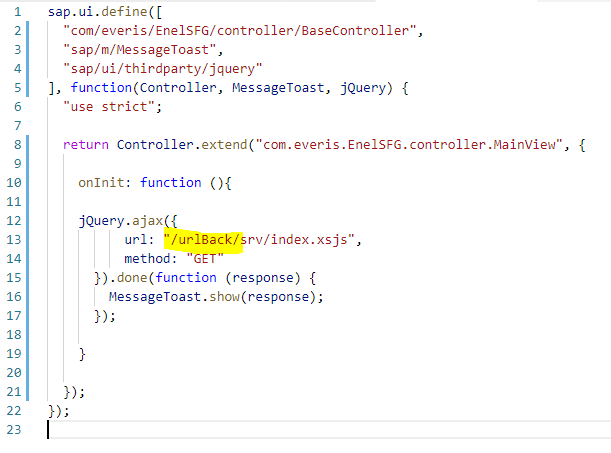 1 sap.ui.define([
2 "com/everis/EnelSFG/controller/BaseController",
3 "sap/m/MessageToast",
4 "sap/ui/thirdparty/jquery"
5 ], function(Controller, MessageToast, jQuery) {
6 "use strict";
7
8 return Controller.extend("com.everis.EnelSFG.controller.MainView", {
9
10 onInit: function (){
11
12 jQuery.ajax({
13 url: "/urlBack/srv/index.xsjs",
14 method: "GET"
15 }).done(function (response) {
16 MessageToast.show(response);
17 });
18
19 }
20
21 });
22 });
23